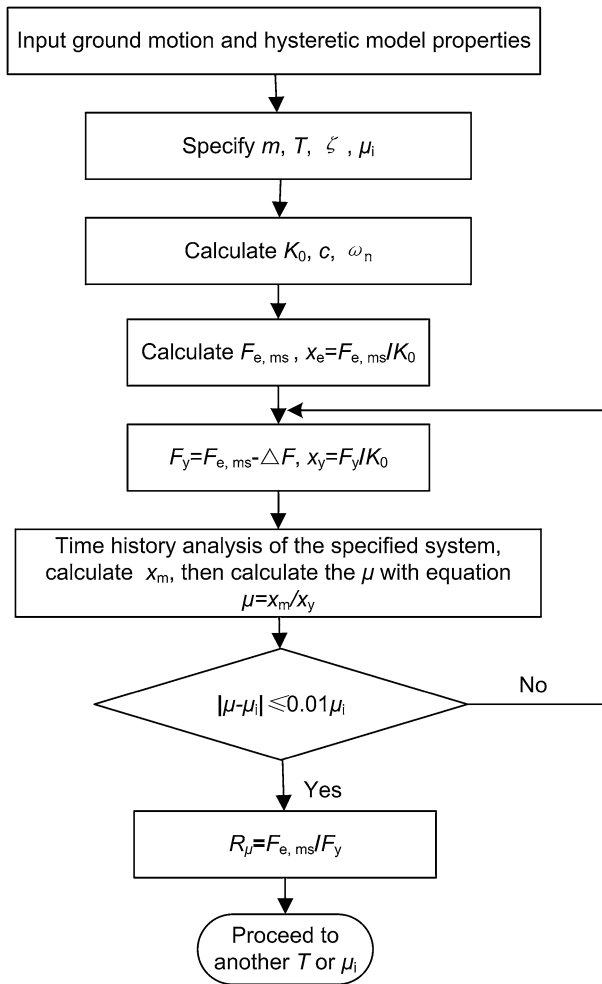 Input ground motion and hysteretic model properties
Specify m, T, ζ , μi
Calculate K0, c, ωn
Calculate Fe, ms , xe=Fe, ms/K0
Fy=Fe, ms-△F, xy=Fy/K0
Time history analysis of the specified system,
calculate xm, then calculate the μ with equation
μ=xm/xy
|μ-μi| ⩽0.01μi
No
Yes
Rμ=Fe, ms/Fy
Proceed to
another T or μi